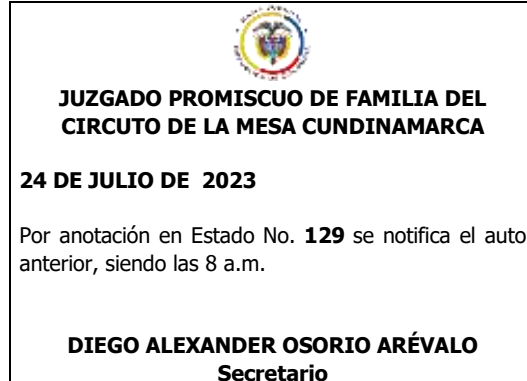 JUZGADO PROMISCUO DE FAMILIA DEL
CIRCUTO DE LA MESA CUNDINAMARCA
24 DE JULIO DE 2023
Por anotación en Estado No. 129 se notifica el auto
anterior, siendo las 8 a.m.
DIEGO ALEXANDER OSORIO ARÉVALO
Secretario